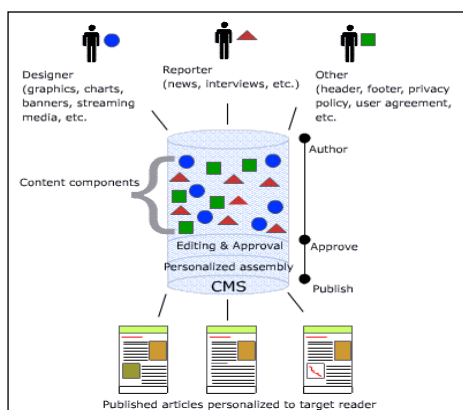 Designer
(graphics, charts,
banners, streaming
media, etc.
Reporter
(news, interviews, etc.)
Other
(header, footer, privacy
policy, user agreement,
etc.
Author
Content components
Editing & Approval
Approve
Personalized assembly
CMS
Publish
Published articles personalized to target reader